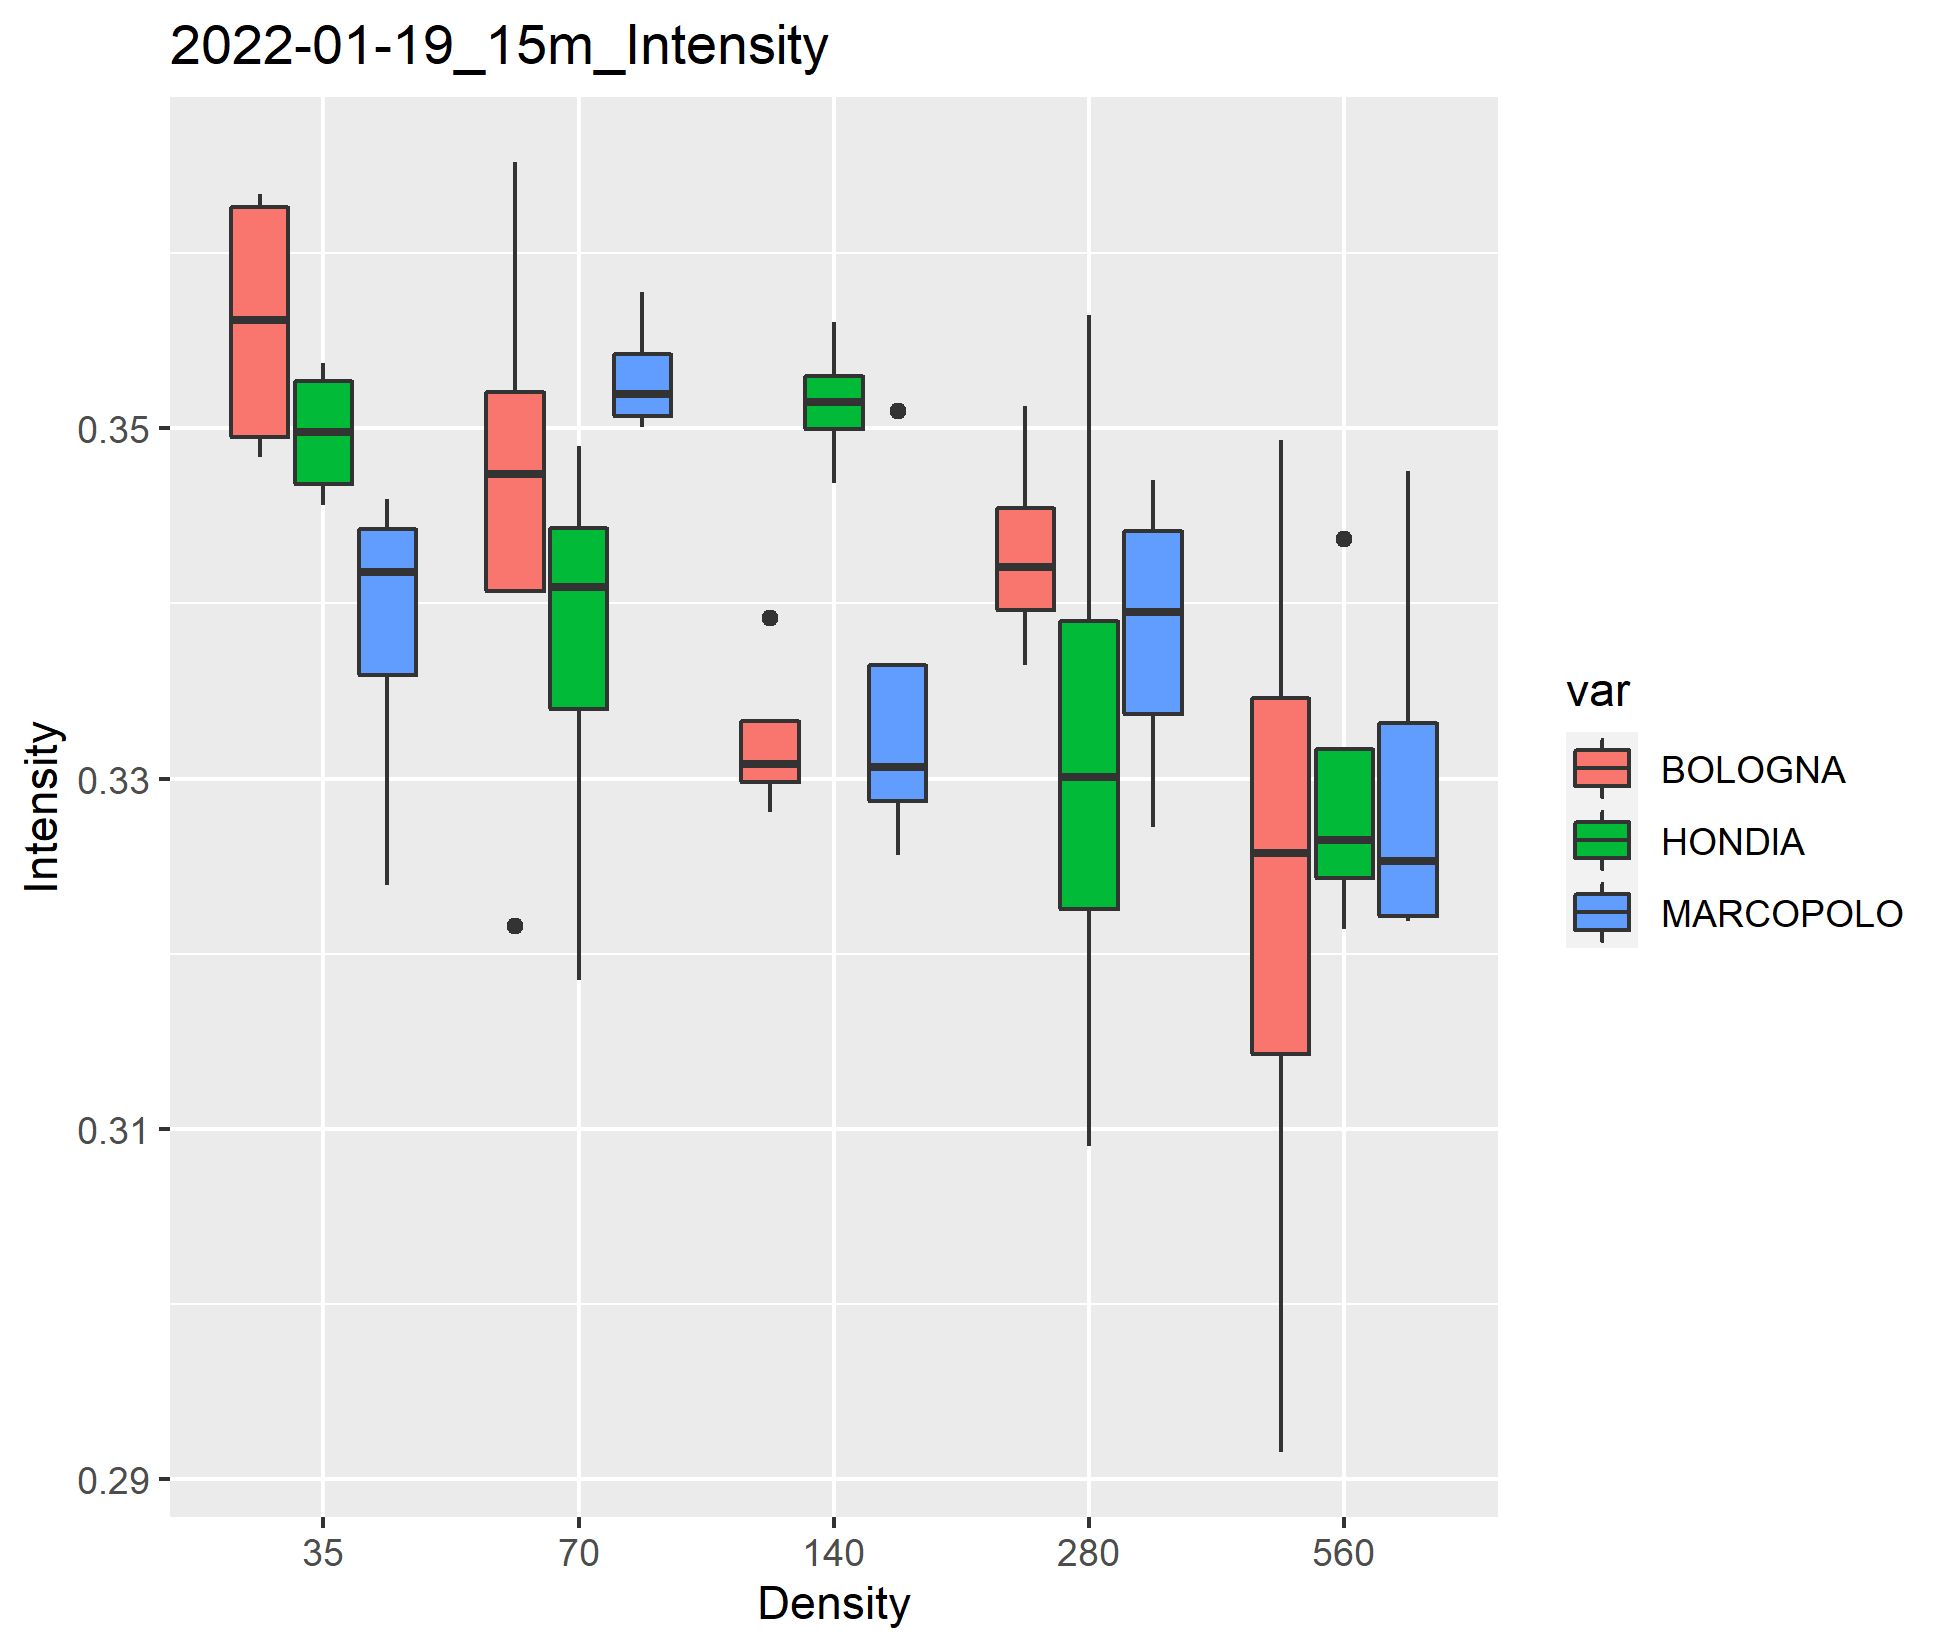 2022-01-19_15m_Intensity
Intensity
0.35
0.33
0.31
0.29
35 70 140 280 560
Density
var
BOLOGNA
HONDIA
MARCOPOLO